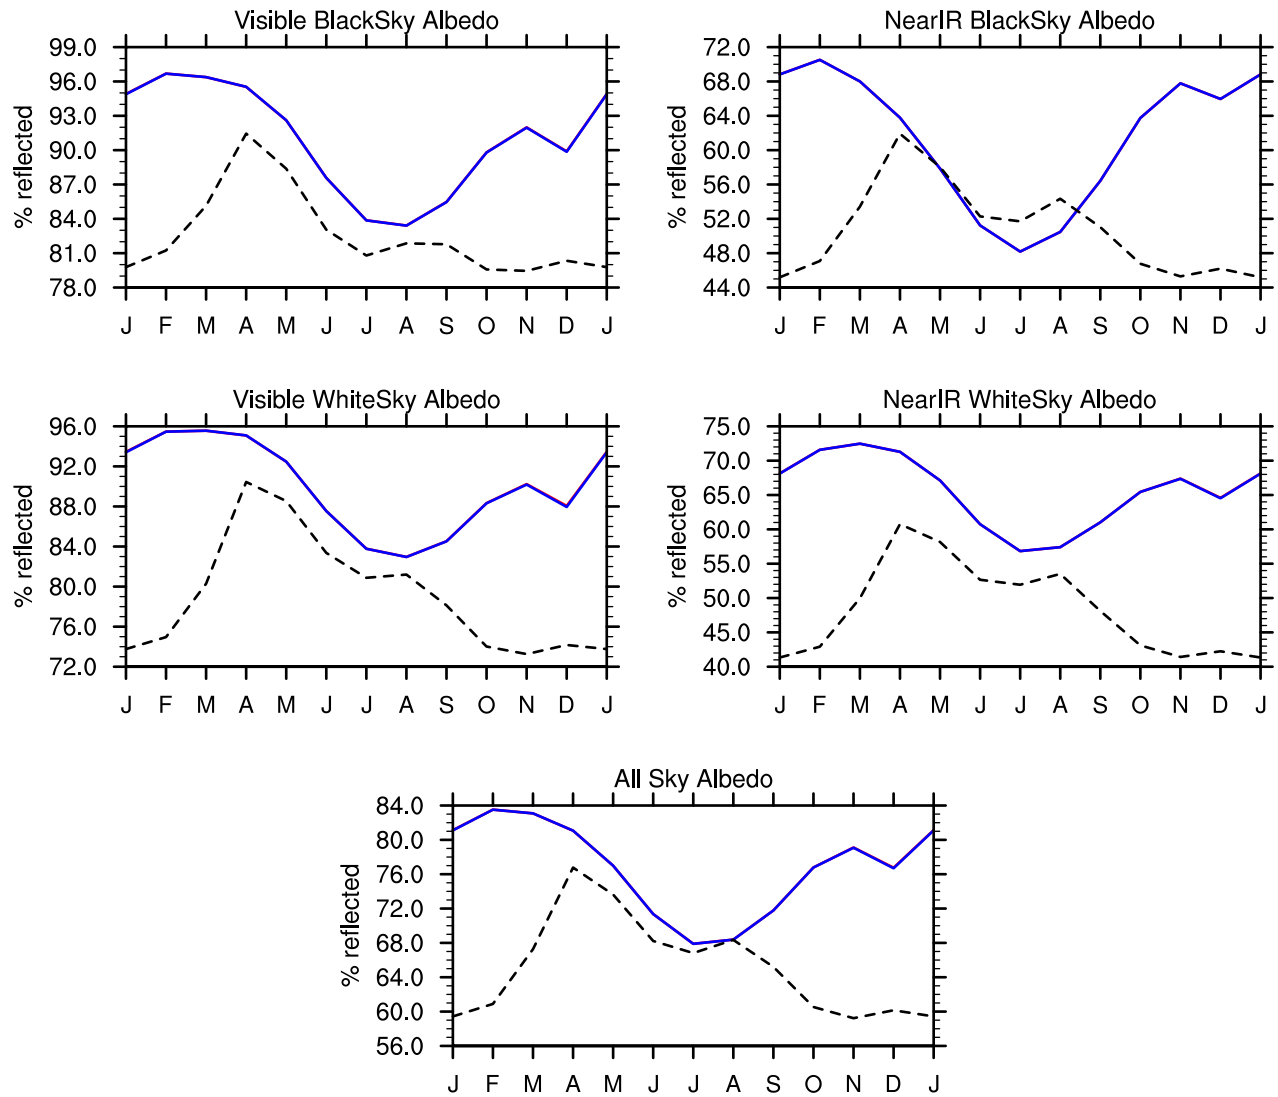 Visible BlackSky Albedo
% reflected
99.0
96.0
93.0
90.0
87.0
84.0
81.0
78.0
J F M A M J J A S O N D J
NearIR BlackSky Albedo
% reflected
72.0
68.0
64.0
60.0
56.0
52.0
48.0
44.0
J F M A M J J A S O N D J
Visible WhiteSky Albedo
% reflected
96.0
92.0
88.0
84.0
80.0
76.0
72.0
J F M A M J J A S O N D J
NearIR WhiteSky Albedo
% reflected
75.0
70.0
65.0
60.0
55.0
50.0
45.0
40.0
J F M A M J J A S O N D J
All Sky Albedo
% reflected
84.0
80.0
76.0
72.0
68.0
64.0
60.0
56.0
J F M A M J J A S O N D J